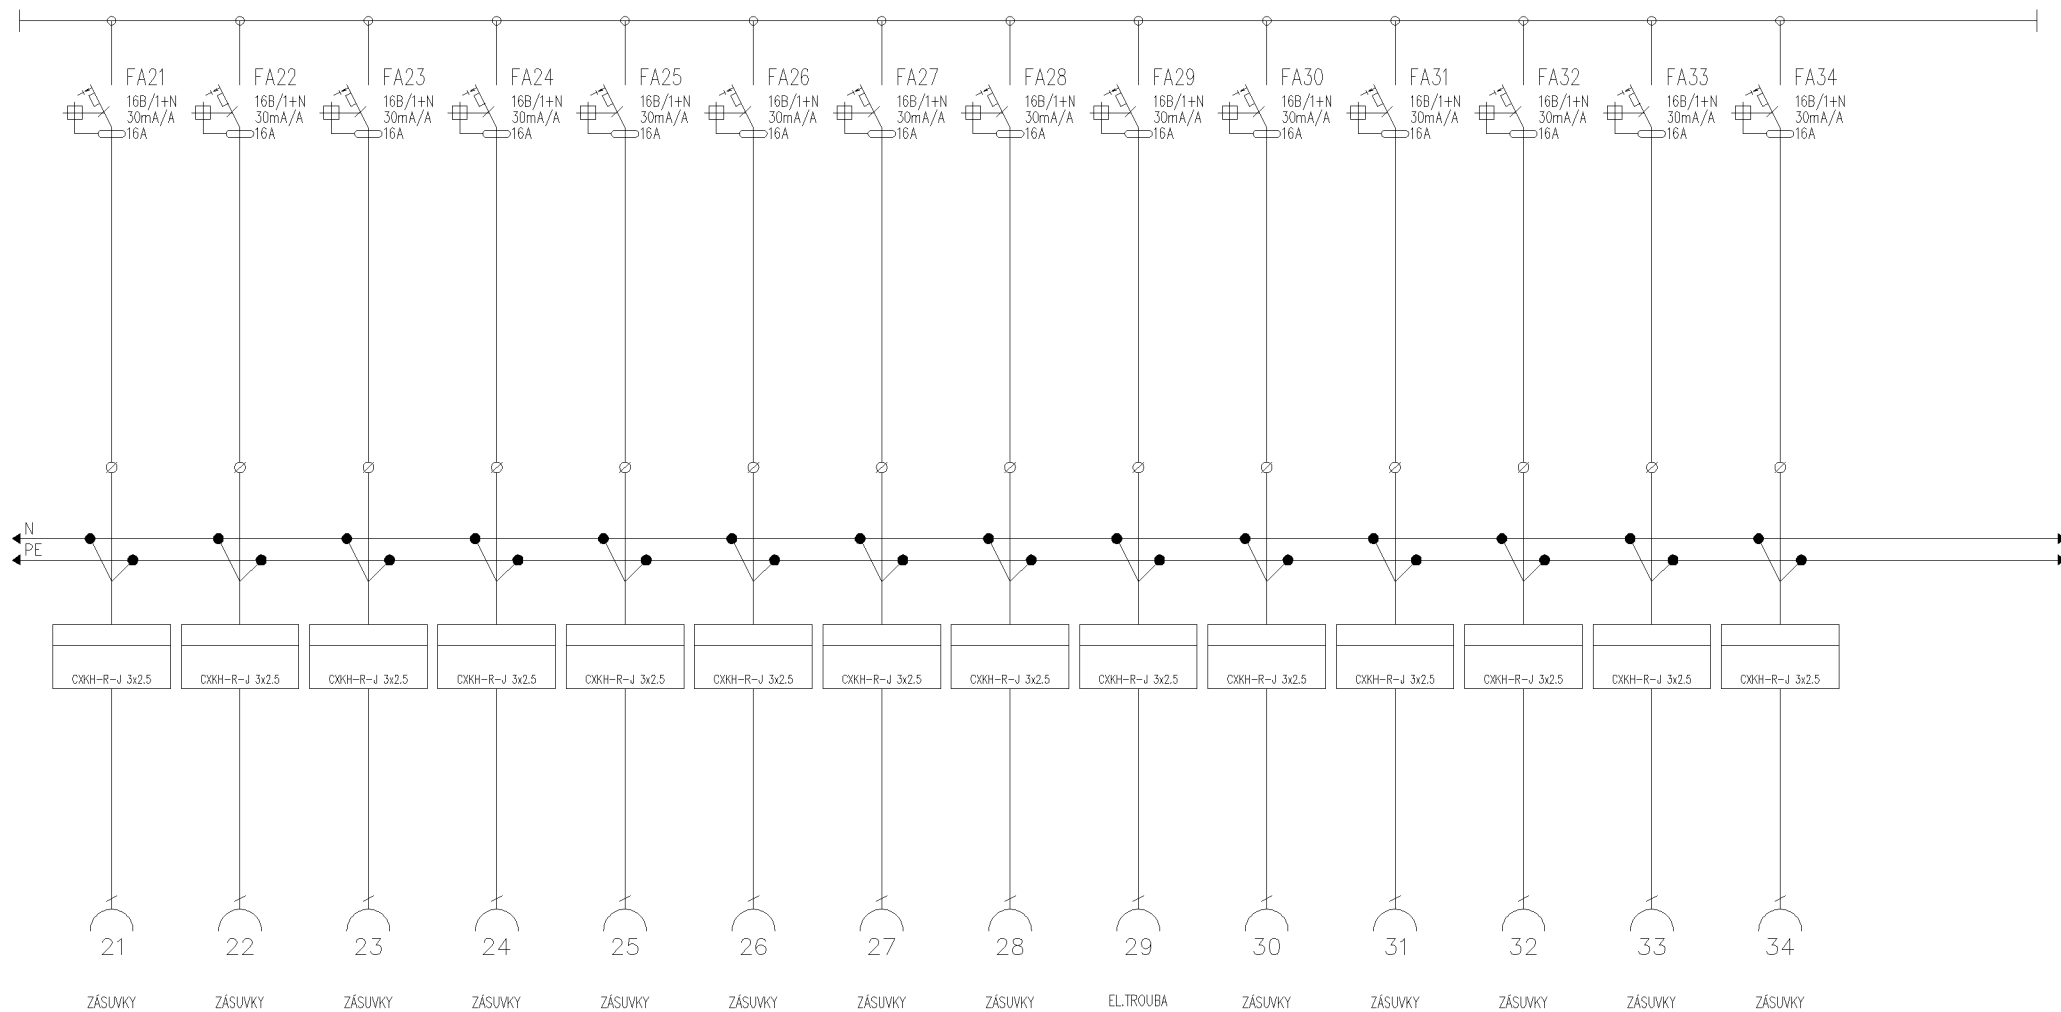 FA21 FA22 FA23 FA24 FA25 FA26 FA27 FA28 FA29 FA30 FA31 FA32 FA33 FA34
16B/1+N 16B/1+N 16B/1+N 16B/1+N 16B/1+N 16B/1+N 16B/1+N 16B/1+N 16B/1+N 16B/1+N 16B/1+N 16B/1+N 16B/1+N 16B/1+N
30mA/A 30mA/A 30mA/A 30mA/A 30mA/A 30mA/A 30mA/A 30mA/A 30mA/A 30mA/A 30mA/A 30mA/A 30mA/A 30mA/A
16A 16A 16A 16A 16A 16A 16A 16A 16A 16A 16A 16A 16A 16A
N
PE
CXKH-R-J 3x2.5 CXKH-R-J 3x2.5 CXKH-R-J 3x2.5 CXKH-R-J 3x2.5 CXKH-R-J 3x2.5 CXKH-R-J 3x2.5 CXKH-R-J 3x2.5 CXKH-R-J 3x2.5 CXKH-R-J 3x2.5 CXKH-R-J 3x2.5 CXKH-R-J 3x2.5 CXKH-R-J 3x2.5 CXKH-R-J 3x2.5 CXKH-R-J 3x2.5
21 22 23 24 25 26 27 28 29 30 31 32 33 34
ZÁSUVKY ZÁSUVKY ZÁSUVKY ZÁSUVKY ZÁSUVKY ZÁSUVKY ZÁSUVKY ZÁSUVKY EL.TROUBA ZÁSUVKY ZÁSUVKY ZÁSUVKY ZÁSUVKY ZÁSUVKY